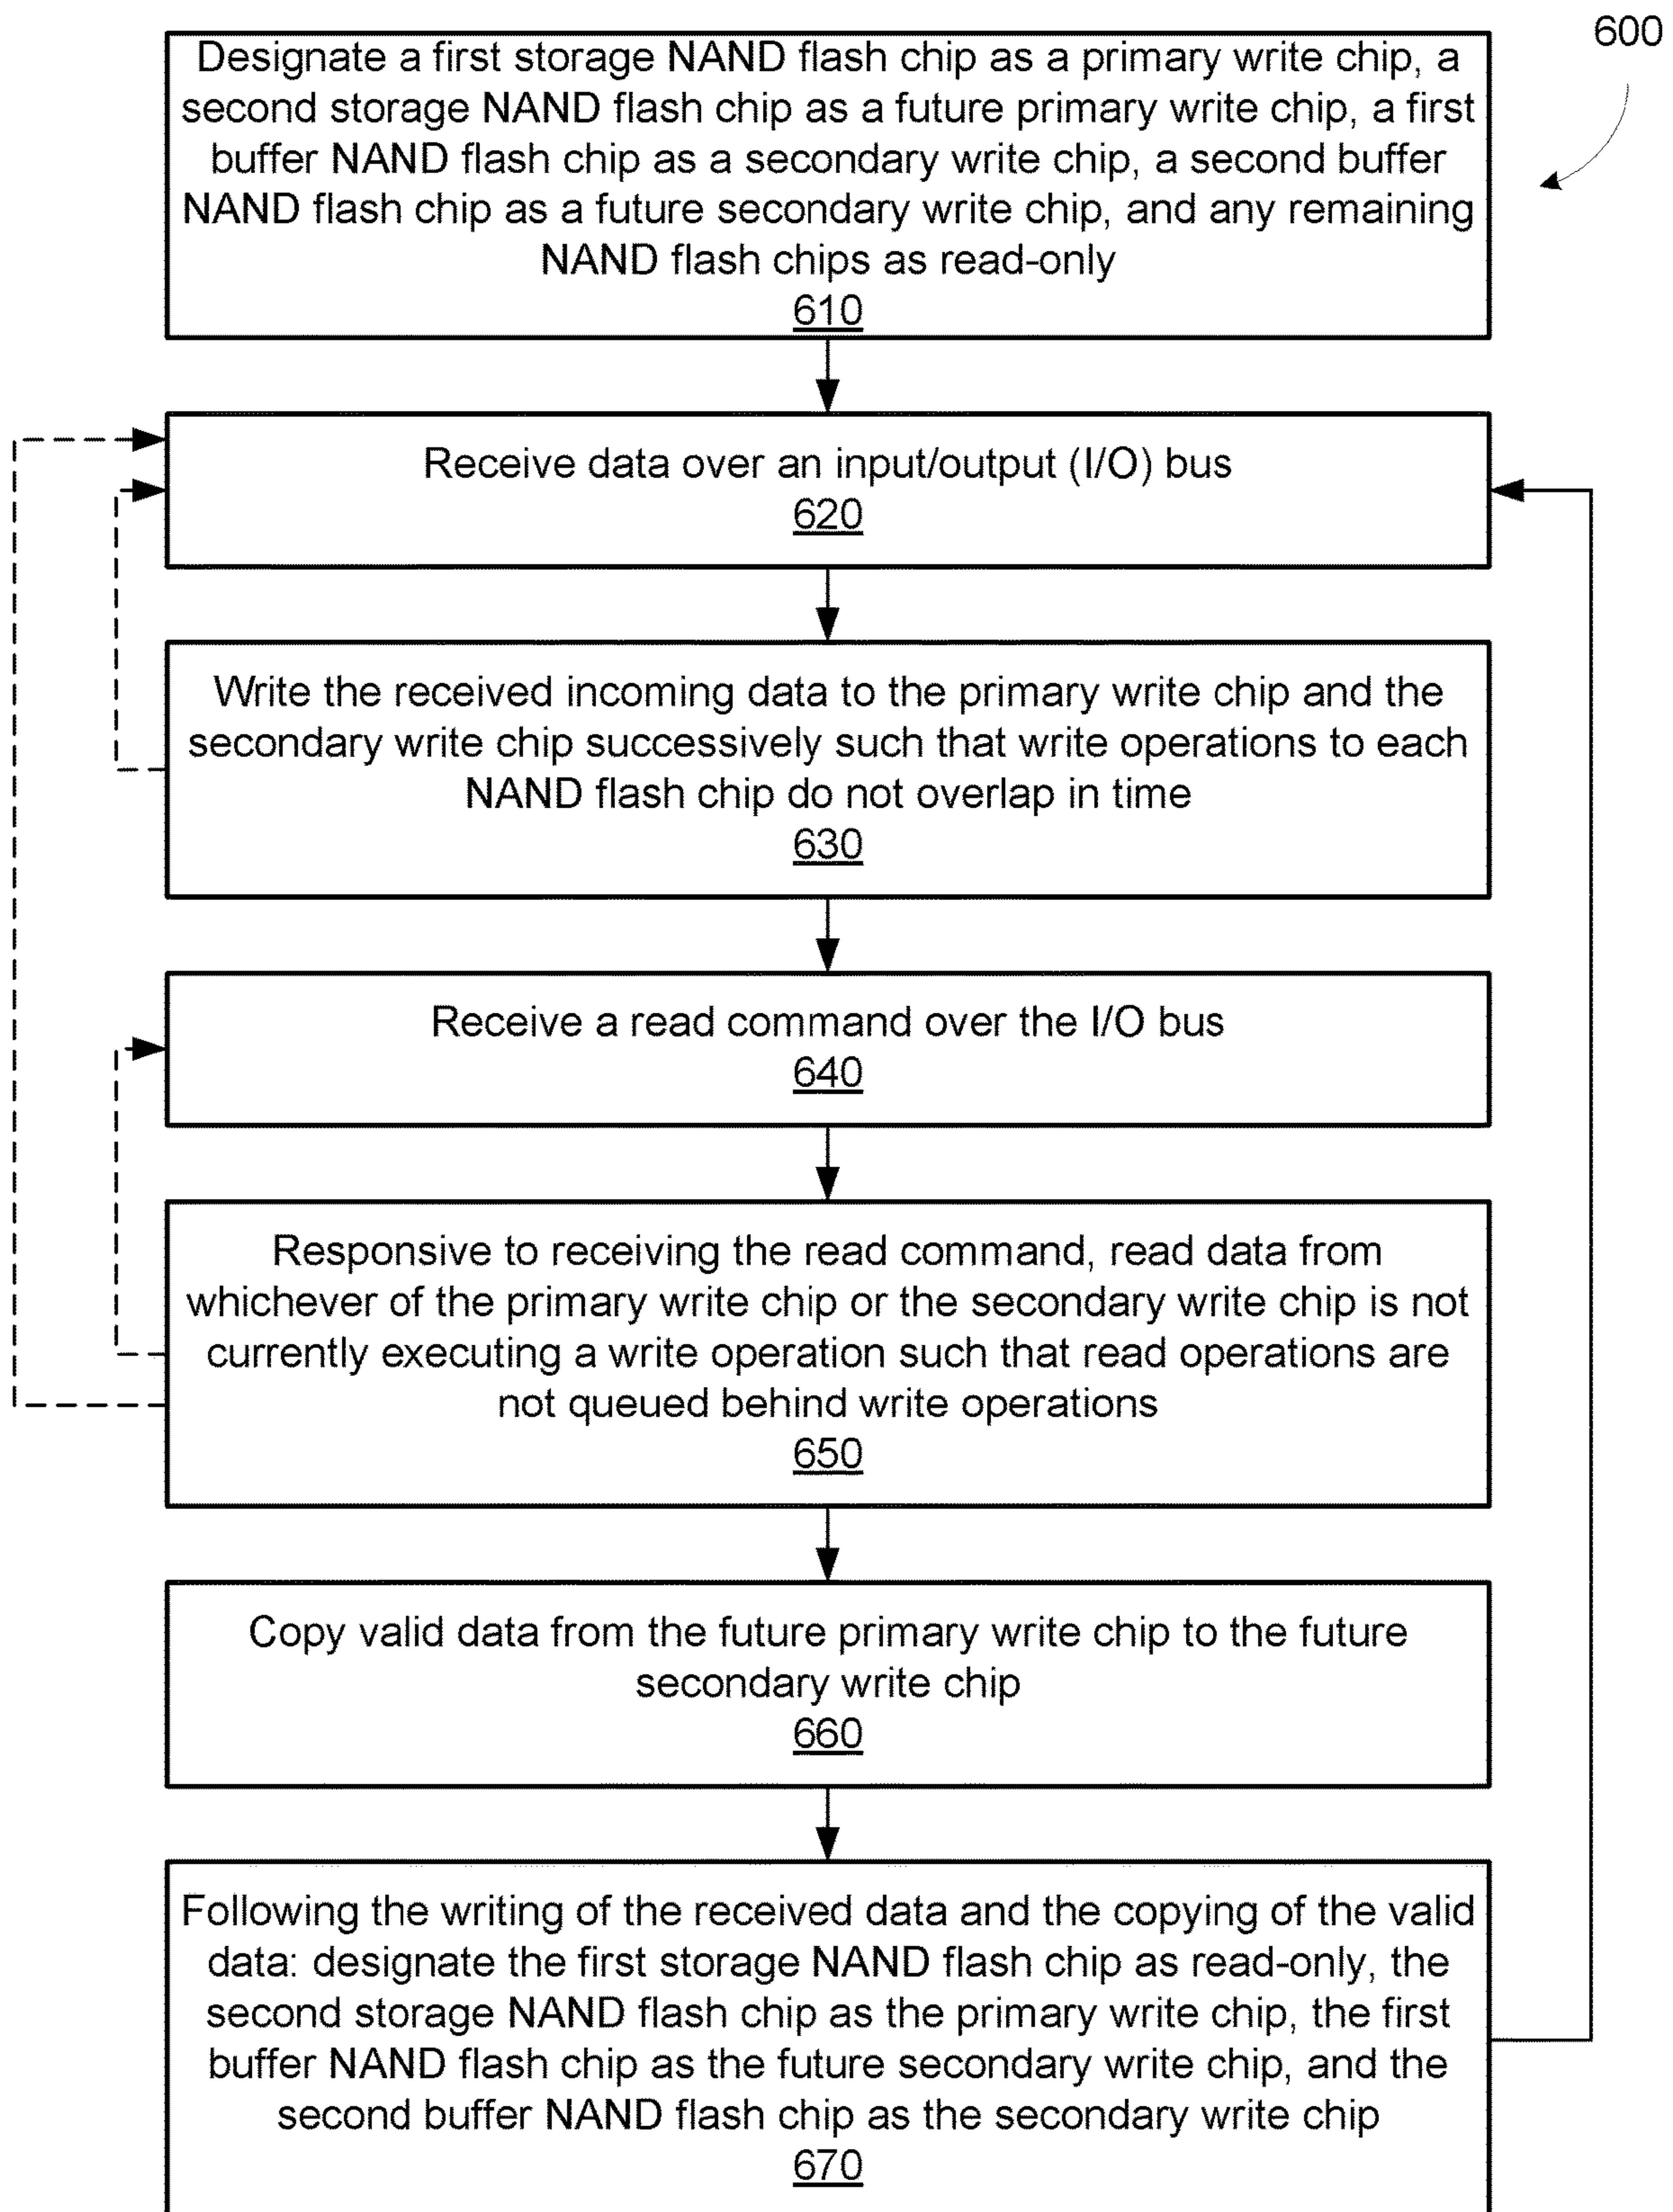 600
Designate a first storage NAND flash chip as a primary write chip, a
second storage NAND flash chip as a future primary write chip, a first
buffer NAND flash chip as a secondary write chip, a second buffer
NAND flash chip as a future secondary write chip, and any remaining
NAND flash chips as read-only
610
Receive data over an input/output (I/O) bus
620
Write the received incoming data to the primary write chip and the
secondary write chip successively such that write operations to each
NAND flash chip do not overlap in time
630
Receive a read command over the I/O bus
640
Responsive to receiving the read command, read data from
whichever of the primary write chip or the secondary write chip is not
currently executing a write operation such that read operations are
not queued behind write operations
650
Copy valid data from the future primary write chip to the future
secondary write chip
660
Following the writing of the received data and the copying of the valid
data: designate the first storage NAND flash chip as read-only, the
second storage NAND flash chip as the primary write chip, the first
buffer NAND flash chip as the future secondary write chip, and the
second buffer NAND flash chip as the secondary write chip
670